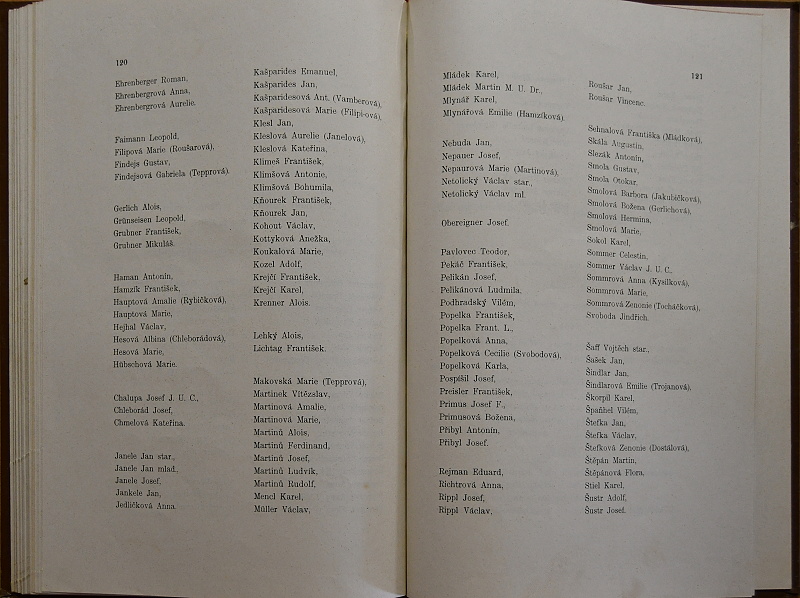 120
Ehrenberger Roman,
Ehrenbergrová Anna,
Ehrenbergrová Aurelie.
Faimann Leopold,
Filipová Marie (Roušarová),
Findejs Gustav,
Findejsová Gabriela (Tepprová).
Gerlich Alois,
Grünseisen Leopold,
Grubner František,
Grubner Mikuláš.
Haman Antonín,
Hamzík František,
Hauptová Amalie (Rybičková),
Hauptová Marie,
Hejhal Václav,
Hesová Albina (Chleborádová),
Hesová Marie,
Hübschová Marie.
Chalupa Josef J. U. C.,
Chleborád Josef,
Chmelová Kateřina.
Janele Jan star.,
Janele Jan mlad.,
Janele Josef,
Jankele Jan,
Jedličková Anna.
Kašparides Emanuel,
Kašparides Jan,
Kašparidesová Ant. (Vamberová),
Kašparidesová Marie (Filipiová),
Klesl Jan,
Kleslová Aurelie (Janelová),
Kleslová Kateřina,
Klimeš František,
Klimšová Antonie,
Klimšová Bohumila,
Kňourek František,
Kňourek Jan,
Kohout Václav,
Kottyková Anežka,
Koukalová Marie,
Kozel Adolf,
Krejčí František,
Krejčí Karel,
Krenner Alois.
Lehký Alois,
Lichtag František.
Makovská Marie (Tepprová),
Martinek Vítězslav,
Martinová Amalie,
Martinová Marie,
Martinů Alois,
Martinů Ferdinand,
Martinů Josef,
Martinů Ludvík,
Martinů Rudolf,
Mencl Karel,
Müller Václav,
121
Mládek Karel,
Mládek Martin M. U. Dr.,
Mlynář Karel,
Mlynářová Emilie (Hamzíková).
Nebuda Jan,
Nepauer Josef,
Nepaurová Marie (Martinová),
Netolický Václav star.,
Netolický Václav ml.
Obereigner Josef.
Pavlovec Teodor,
Pekáč František,
Pelikán Josef,
Pelikánová Ludmila.
Podhradský Vilém,
Popelka František,
Popelka Frant. L.,
Popelková Anna,
Popelková Cecilie (Svobodová),
Popelková Karla,
Pospíšil Josef,
Preisler František,
Primus Josef F.,
Primusová Božena,
Přibyl Antonín,
Přibyl Josef.
Rejman Eduard,
Richtrová Anna,
Rippl Josef,
Rippl Václav,
Roušar Jan,
Roušar Vincenc.
Sehnalová Františka (Mládková),
Skála Augustin,
Slezák Antonín,
Smola Gustav,
Smola Otokar.
Smolová Barbora (Jakubičková),
Smolová Božena (Gerlichová),
Smolová Hermina,
Smolová Marie,
Sokol Karel,
Sommer Celestin,
Sommer Václav J. U. C.,
Sommrová Anna (Kysilková),
Sommrová Marie,
Sommrová Zenonie (Tocháčková),
Svoboda Jindřich.
Šaff Vojtěch star.,
Šašek Jan,
Šindlar Jan,
Šindlarová Emilie (Trojanová),
Škorpil Karel,
Špaňhel Vilém,
Štefka Jan,
Štefka Václav,
Štefková Zenonie (Dostálová),
Štěpán Martin,
Štěpánová Flora,
Stiel Karel,
Šustr Adolf,
Šustr Josef.